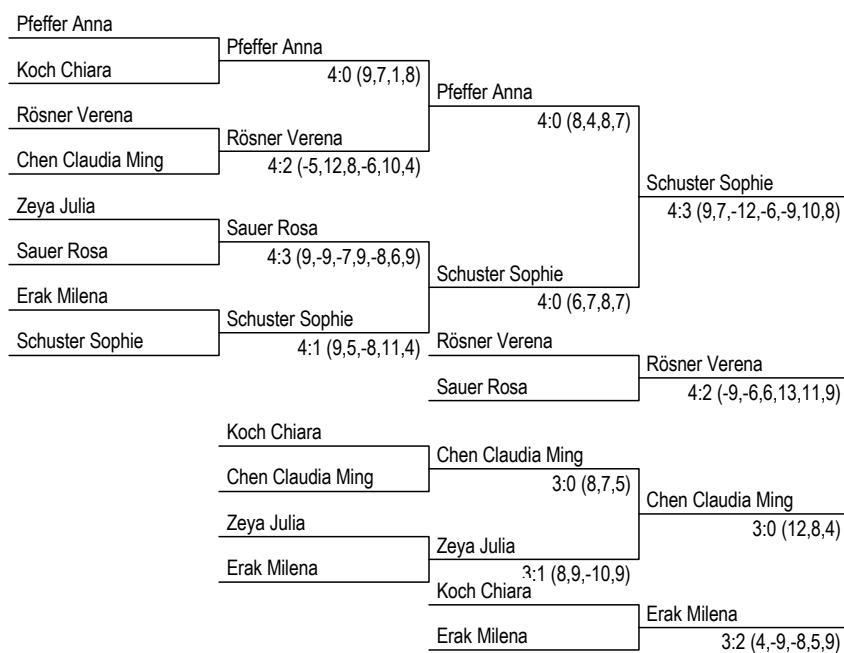 Pfeffer Anna
Pfeffer Anna
Koch Chiara
4:0 (9,7,1,8)
Pfeffer Anna
Rösner Verena
4:0 (8,4,8,7)
Rösner Verena
Chen Claudia Ming
4:2 (-5,12,8,-6,10,4)
Schuster Sophie
Zeya Julia
4:3 (9,7,-12,-6,-9,10,8)
Sauer Rosa
Sauer Rosa
4:3 (9,-9,-7,9,-8,6,9)
Schuster Sophie
Erak Milena
4:0 (6,7,8,7)
Schuster Sophie
Schuster Sophie
4:1 (9,5,-8,11,4)
Rösner Verena
Rösner Verena
Sauer Rosa
4:2 (-9,-6,6,13,11,9)
Koch Chiara
Chen Claudia Ming
Chen Claudia Ming
3:0 (8,7,5)
Chen Claudia Ming
Zeya Julia
3:0 (12,8,4)
Zeya Julia
Erak Milena
3:1 (8,9,-10,9)
Koch Chiara
Erak Milena
Erak Milena
3:2 (4,-9,-8,5,9)